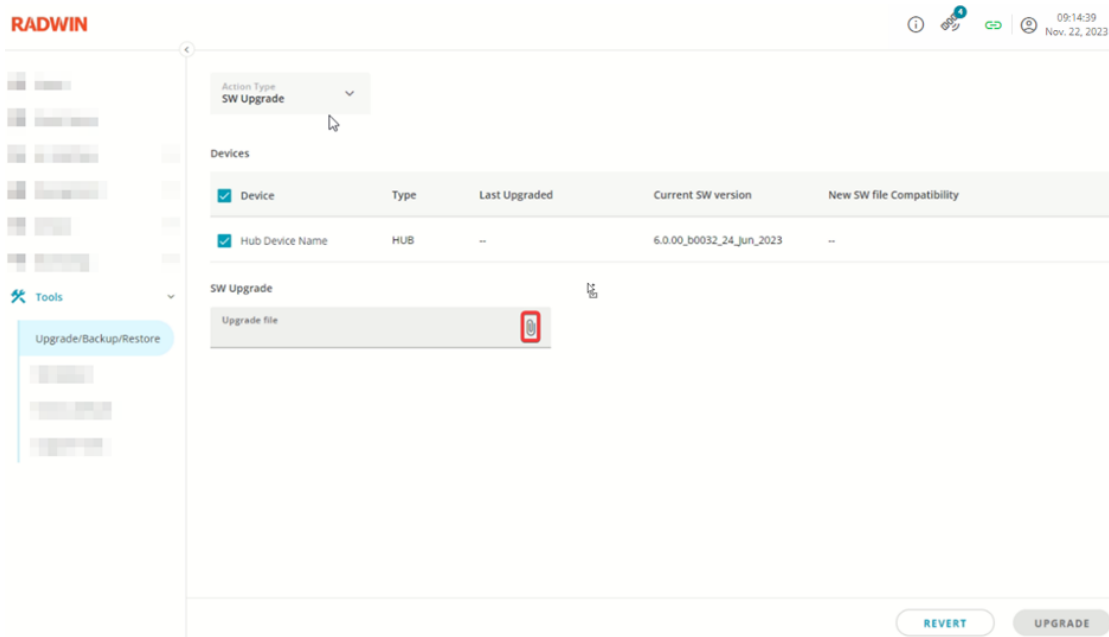 RADWIN
4
09:14:39
Nov. 22, 2023
Action Type
SW Upgrade
Devices
Device Type Last Upgraded Current SW version New SW file Compatibility
Hub Device Name HUB -- 6.0.00_b0032_24_Jun_2023 --
Tools
Upgrade/Backup/Restore
SW Upgrade
Upgrade file
REVERT UPGRADE